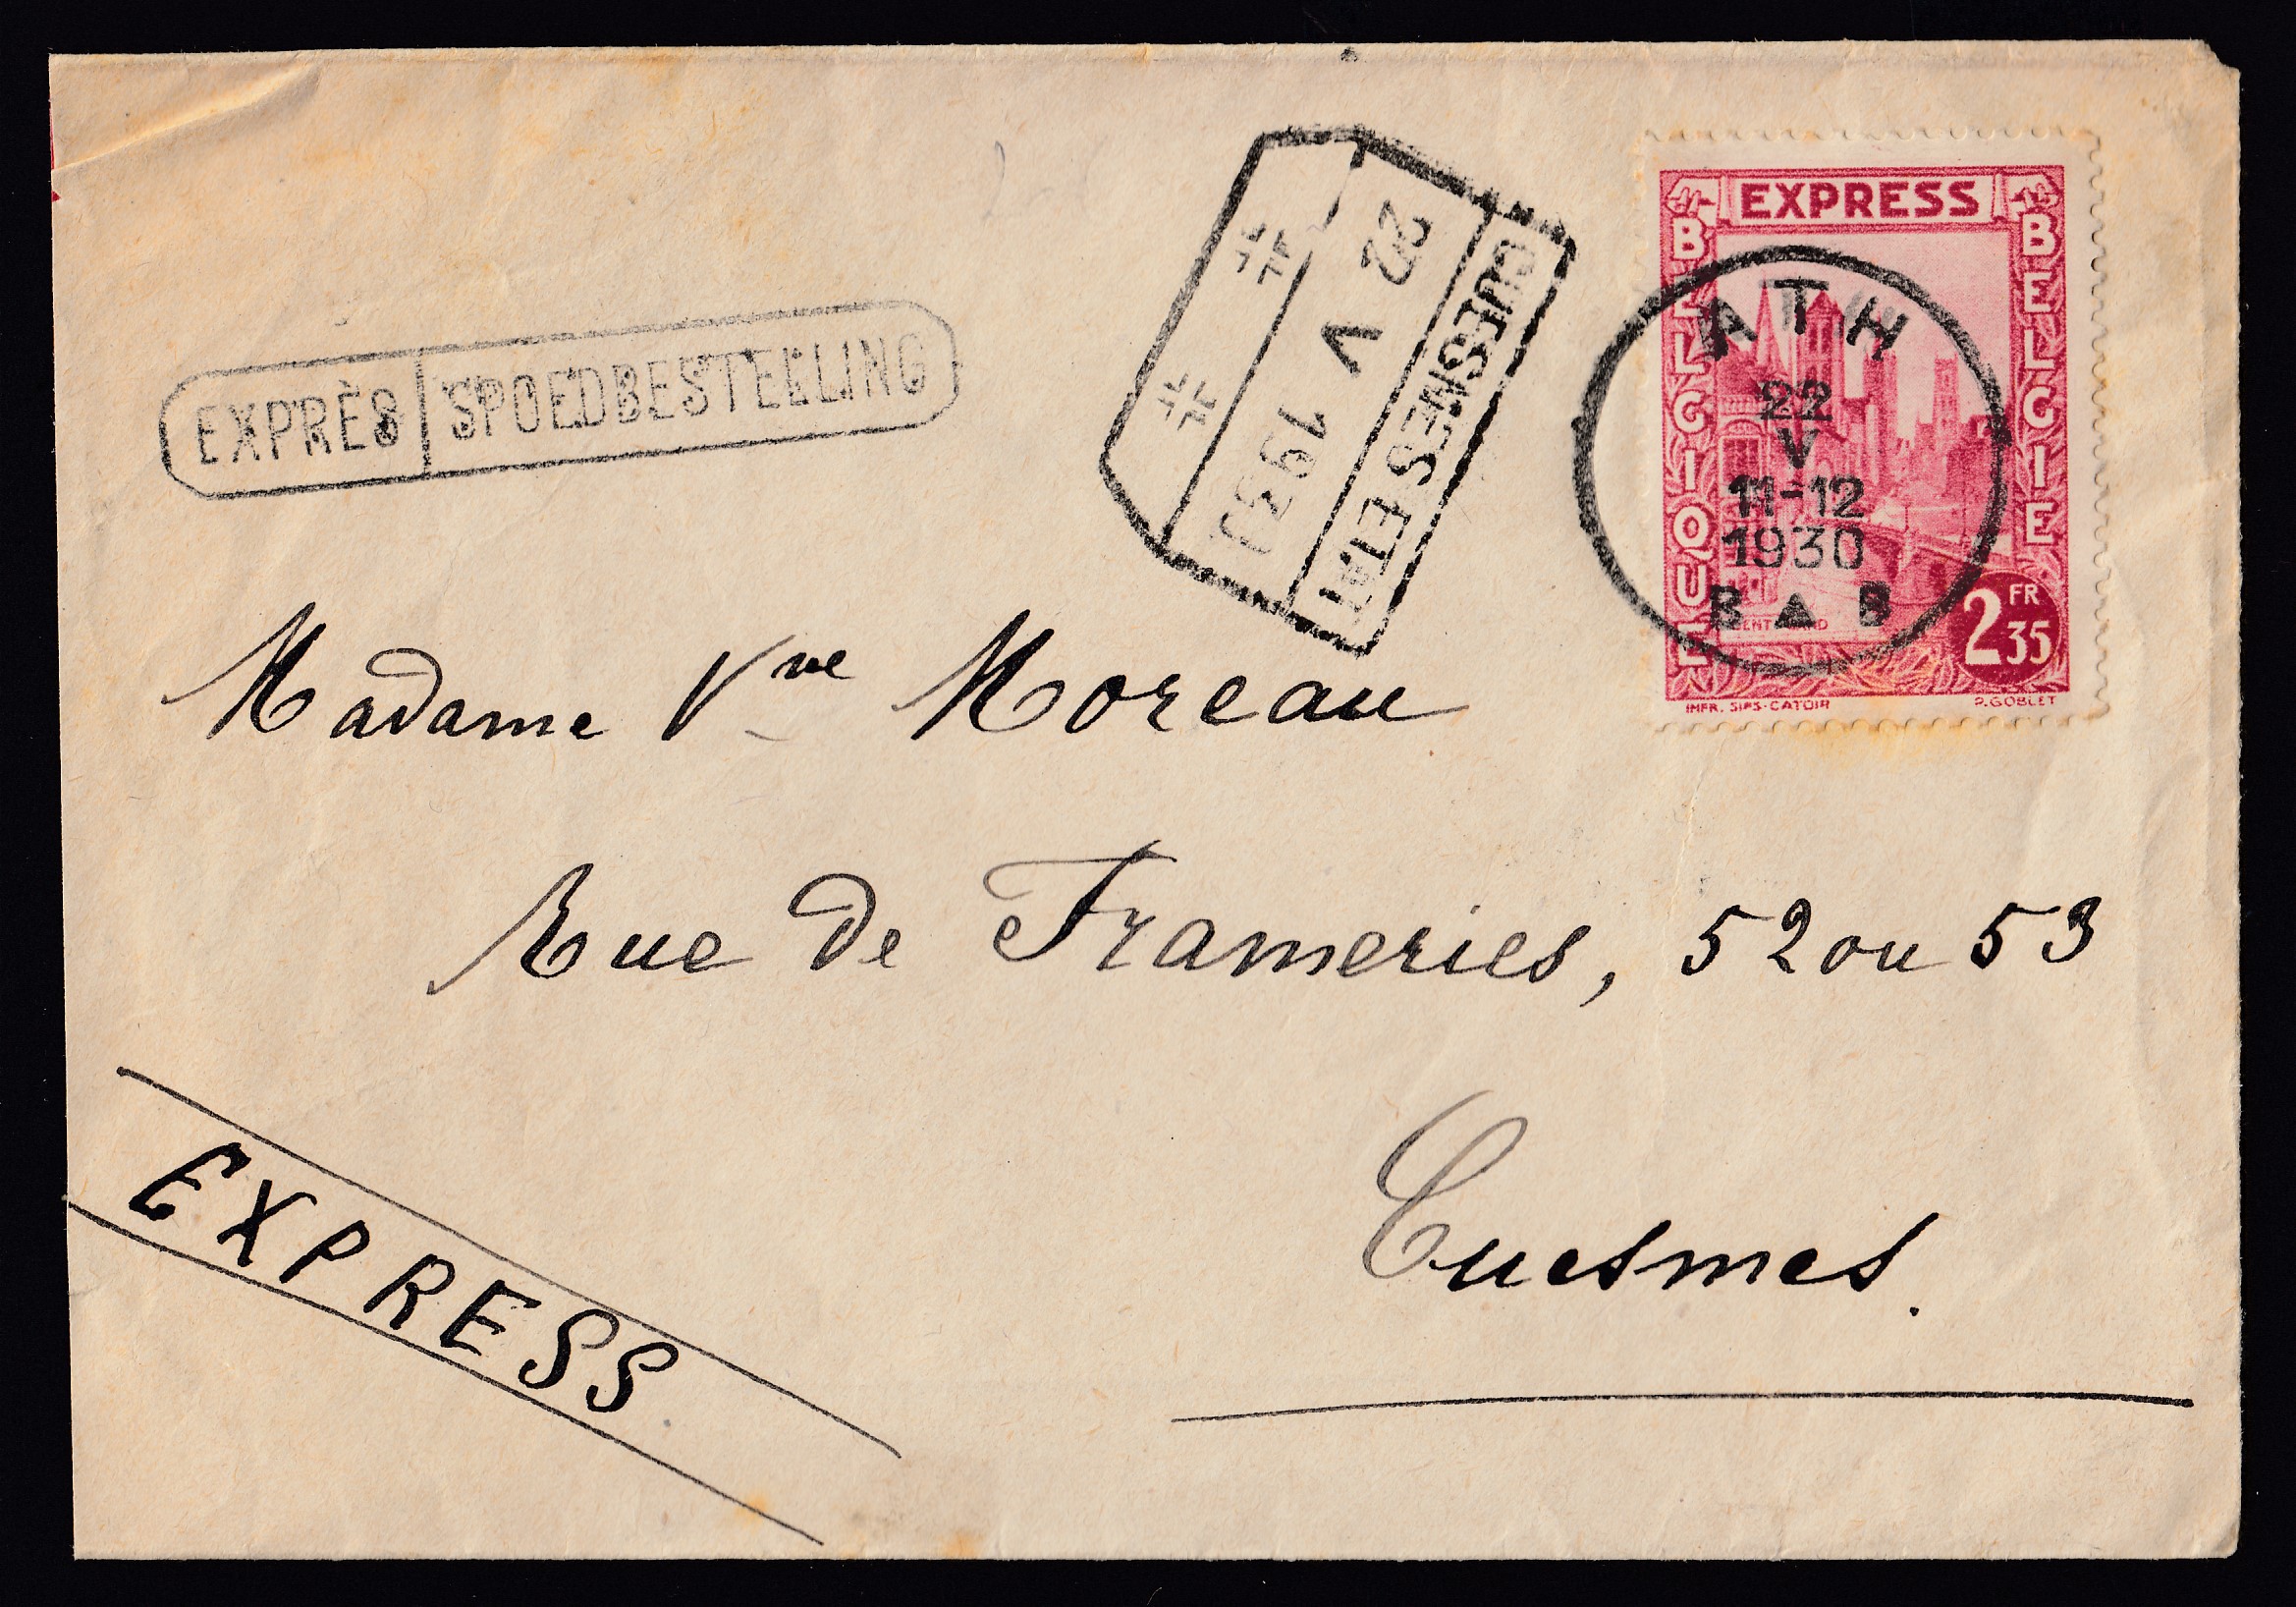 EXPRESS
BELGIQUE
BELGIE
ATH
22
V
11-12
1930
B ▲ B
2 FR 35
IMPR. SIPS-CATOIR
P. GOBLET
CUESMES
22 V 1930
EXPRÈS SPOEDBESTELLING
Madame Vve Moreau
Rue de Frameries, 52 ou 53
Cuesmes.
EXPRESS